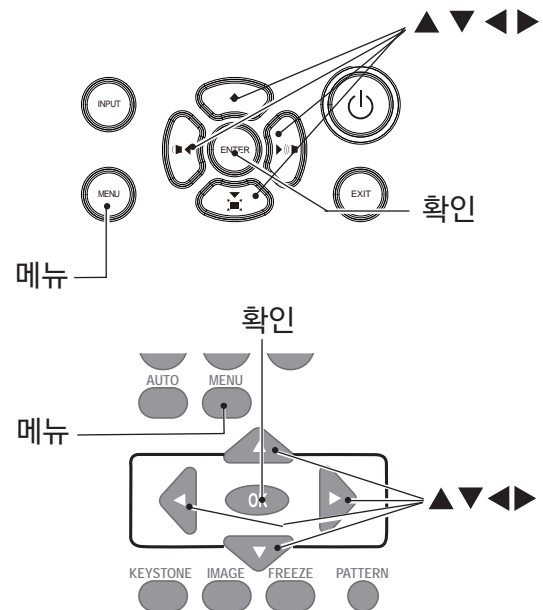 ▲ ▼ ◀ ▶
INPUT
ENTER
MENU
EXIT
확인
메뉴
확인
AUTO MENU
메뉴
OK
▲▼◀▶
KEYSTONE IMAGE FREEZE PATTERN